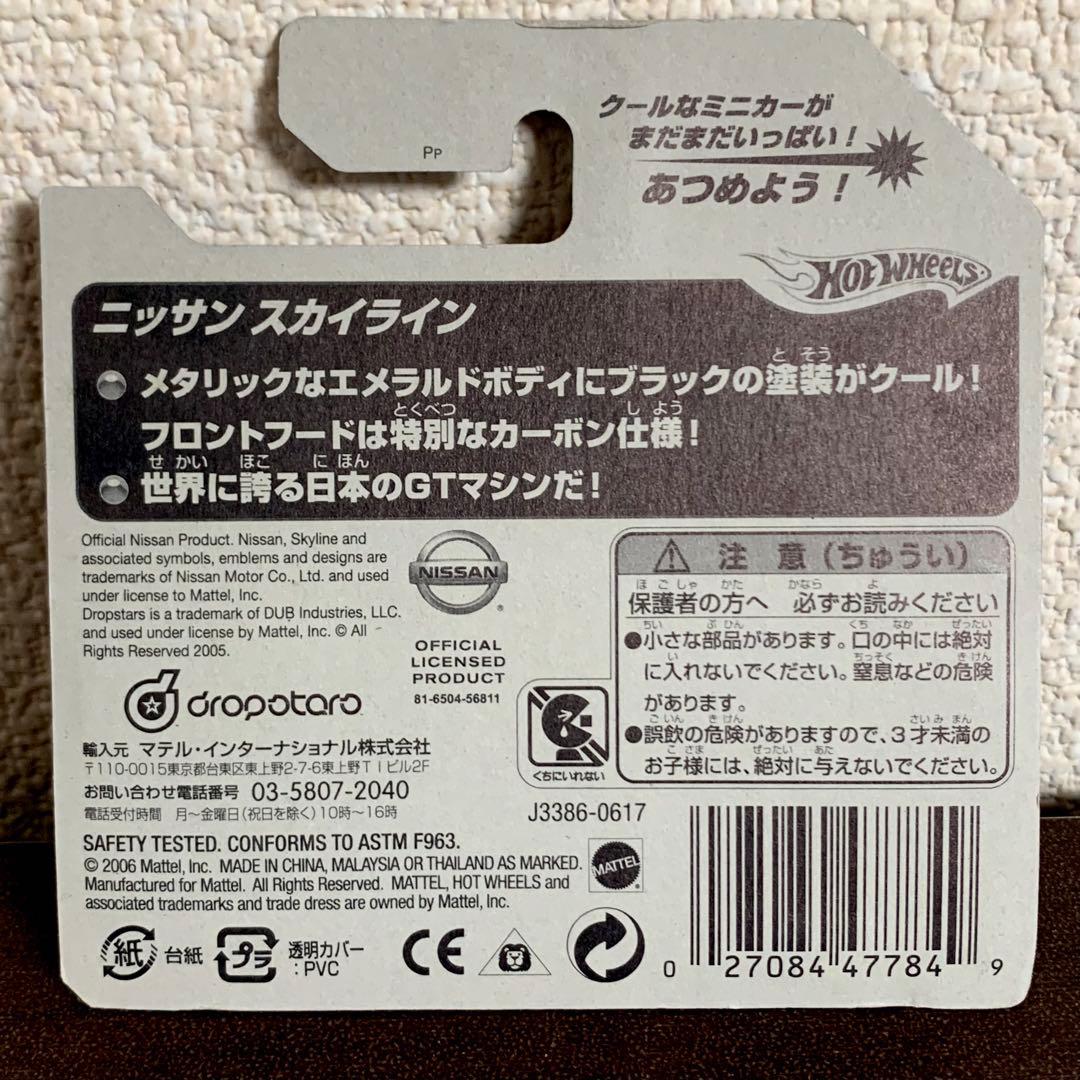 PP
クールなミニカーが
まだまだいっぱい！
あつめよう！
HOT WHEELS
ニッサン スカイライン
メタリックなエメラルドボディにブラックの塗装がクール！
とそう
フロントフードは特別なカーボン仕様！
とくべつ しよう
世界に誇る日本のGTマシンだ！
せかい ほこ にほん
Official Nissan Product. Nissan, Skyline and
associated symbols, emblems and designs are
trademarks of Nissan Motor Co., Ltd. and used
under license to Mattel, Inc.
Dropstars is a trademark of DUB Industries, LLC.
and used under license by Mattel, Inc. © All
Rights Reserved 2005.
NISSAN
OFFICIAL
LICENSED
PRODUCT
81-6504-56811
dropstars
輸入元 マテル・インターナショナル株式会社
〒110-0015東京都台東区東上野2-7-6東上野TIビル2F
お問い合わせ電話番号 03-5807-2040
電話受付時間 月～金曜日(祝日を除く)10時～16時
注意(ちゅうい)
ほごしゃ かた かなら よ
保護者の方へ 必ずお読みください
ちい ぶひん くち なか ぜったい
●小さな部品があります。口の中には絶対
い ちっそく きけん
に入れないでください。窒息などの危険
があります。
ごいん きけん さいみまん
●誤飲の危険がありますので、3才未満の
こさま ぜったい あた
お子様には、絶対に与えないでください。
くちにいれない
J3386-0617
SAFETY TESTED. CONFORMS TO ASTM F963.
© 2006 Mattel, Inc. MADE IN CHINA, MALAYSIA OR THAILAND AS MARKED.
Manufactured for Mattel. All Rights Reserved. MATTEL, HOT WHEELS and
associated trademarks and trade dress are owned by Mattel, Inc.
MATTEL
紙 台紙
プラ 透明カバー
:PVC
CE
0 27084 47784 9